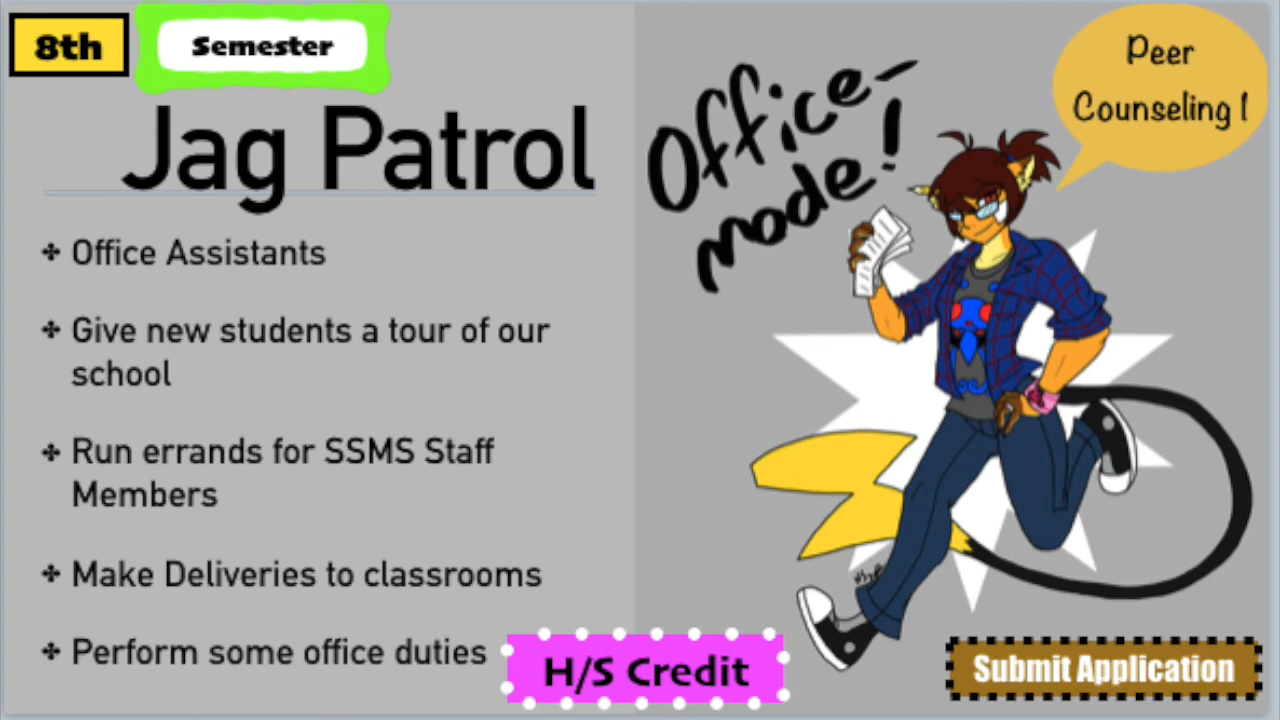 8th
Semester
Jag Patrol
Office Assistants
Give new students a tour of our
school
Run errands for SSMS Staff
Members
Make Deliveries to classrooms
Perform some office duties
Office-
mode!
Peer
Counseling I
H/S Credit
Submit Application